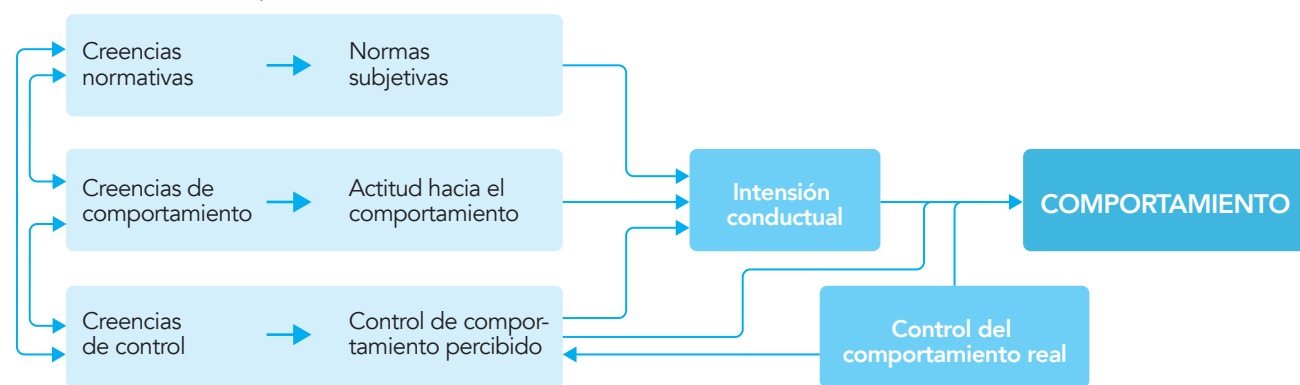 Creencias
normativas
Normas
subjetivas
Creencias de
comportamiento
Actitud hacia el
comportamiento
Creencias
de control
Control de compor-
tamiento percibido
Intensión
conductual
COMPORTAMIENTO
Control del
comportamiento real